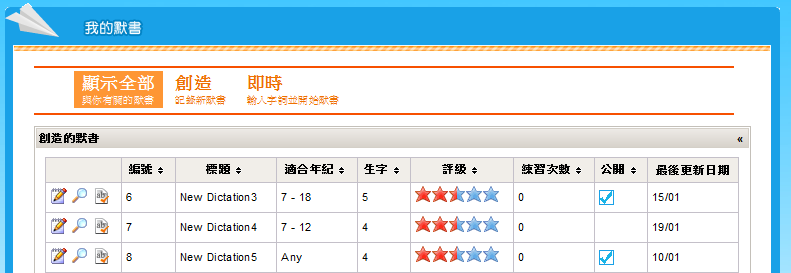 我的默書
顯示全部 創造 即時
與你有關的默書 記錄新默書 輸入字詞並開始默書
創造的默書 «
編號 標題 適合年紀 生字 評級 練習次數 公開 最後更新日期
6 New Dictation3 7 - 18 5 0 15/01
7 New Dictation4 7 - 12 4 0 19/01
8 New Dictation5 Any 4 0 10/01